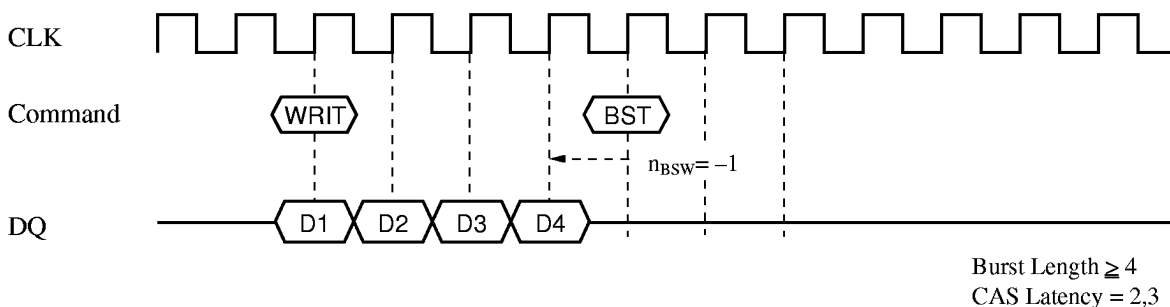 CLK
Command
WRIT
BST
n_BSW= −1
DQ
D1
D2
D3
D4
Burst Length ≧ 4
CAS Latency = 2,3